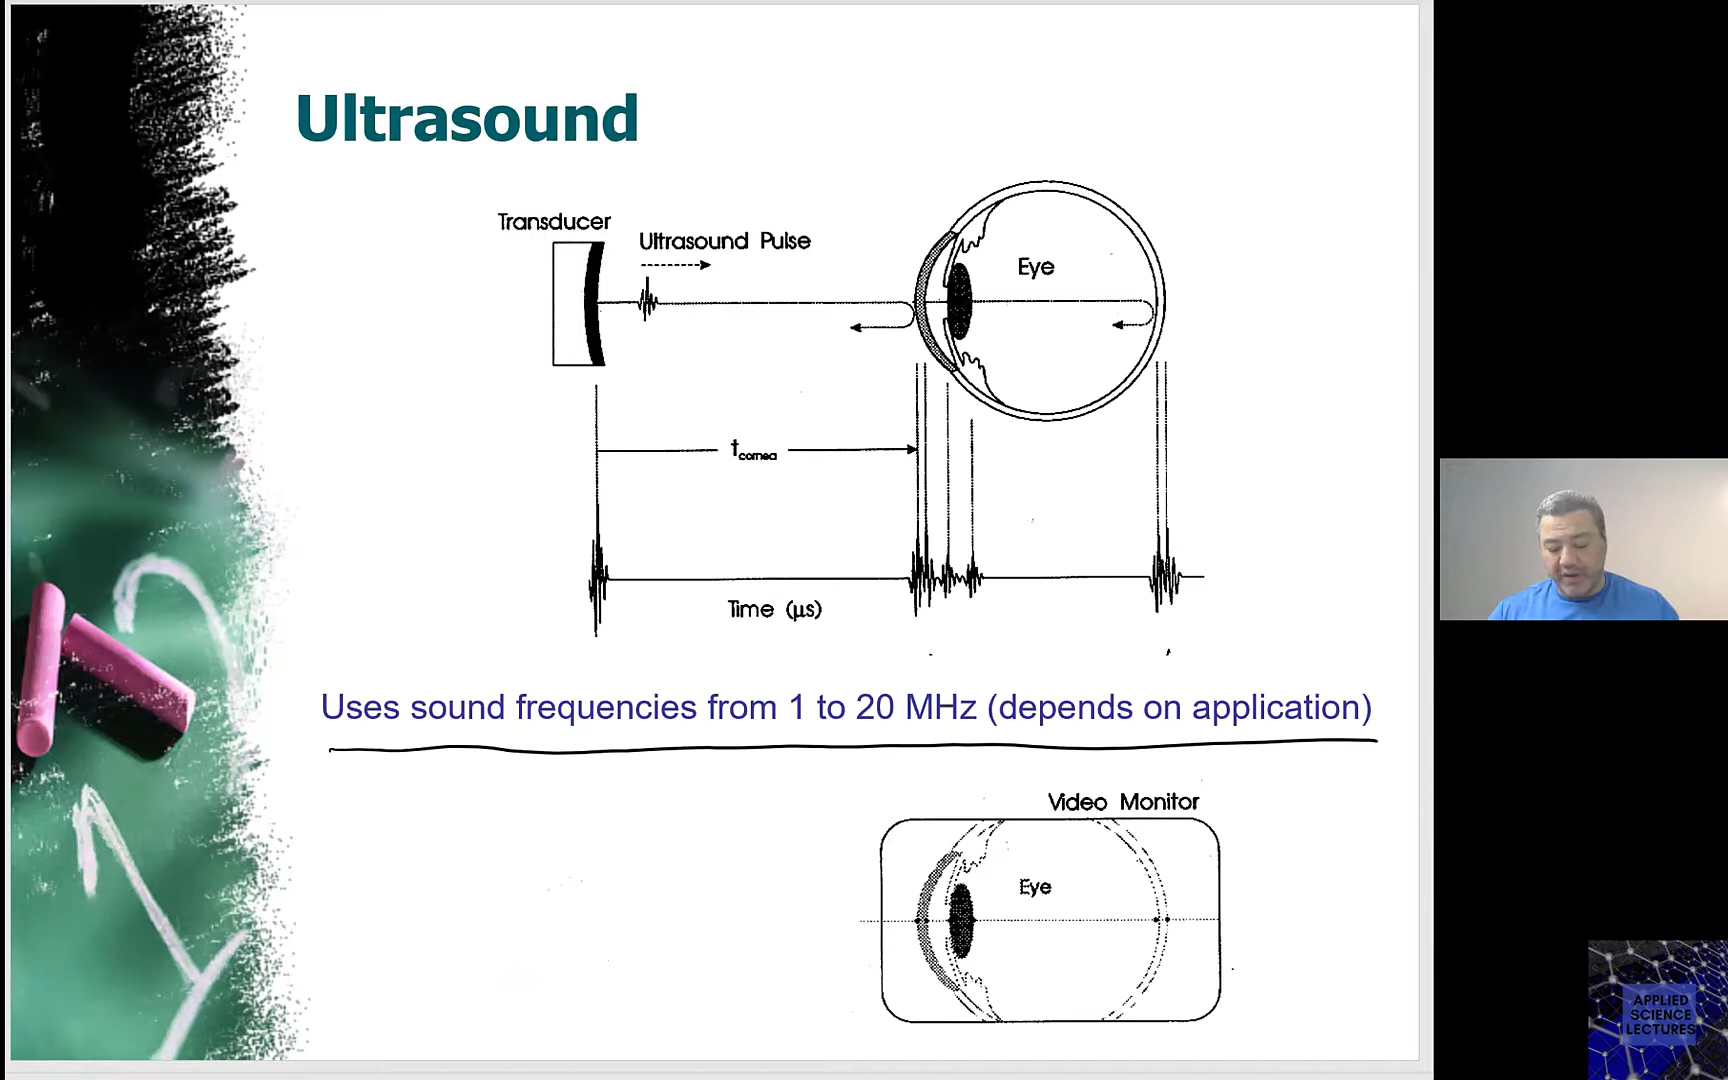 Ultrasound
Transducer
Ultrasound Pulse
Eye
tcornea
Time (μs)
Uses sound frequencies from 1 to 20 MHz (depends on application)
Video Monitor
Eye
APPLIED
SCIENCE
LECTURES